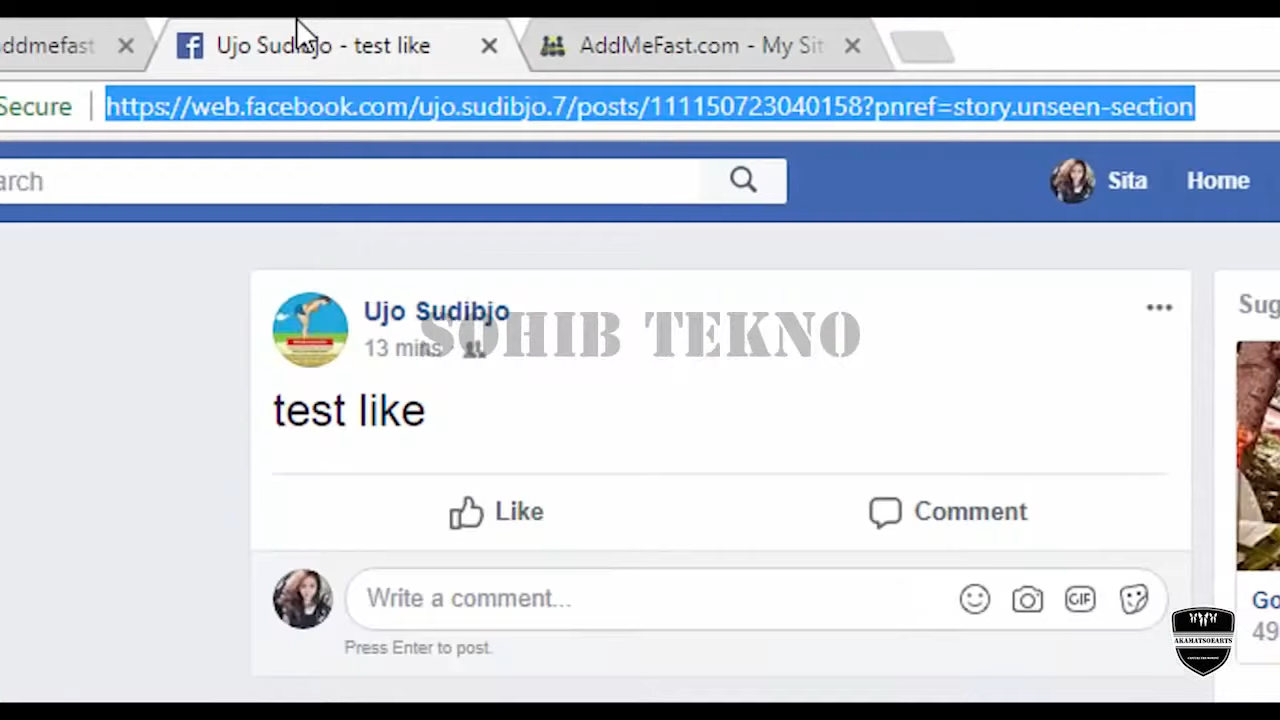 ddmefast
Ujo Sudibjo - test like
AddMeFast.com - My Sit
Secure
https://web.facebook.com/ujo.sudibjo.7/posts/111150723040158?pnref=story.unseen-section
arch
Sita
Home
Ujo Sudibjo
13 mins
SOHIB TEKNO
Sug
test like
Like
Comment
Write a comment...
GIF
Press Enter to post.
Go
49
AKAMATSOEARTS